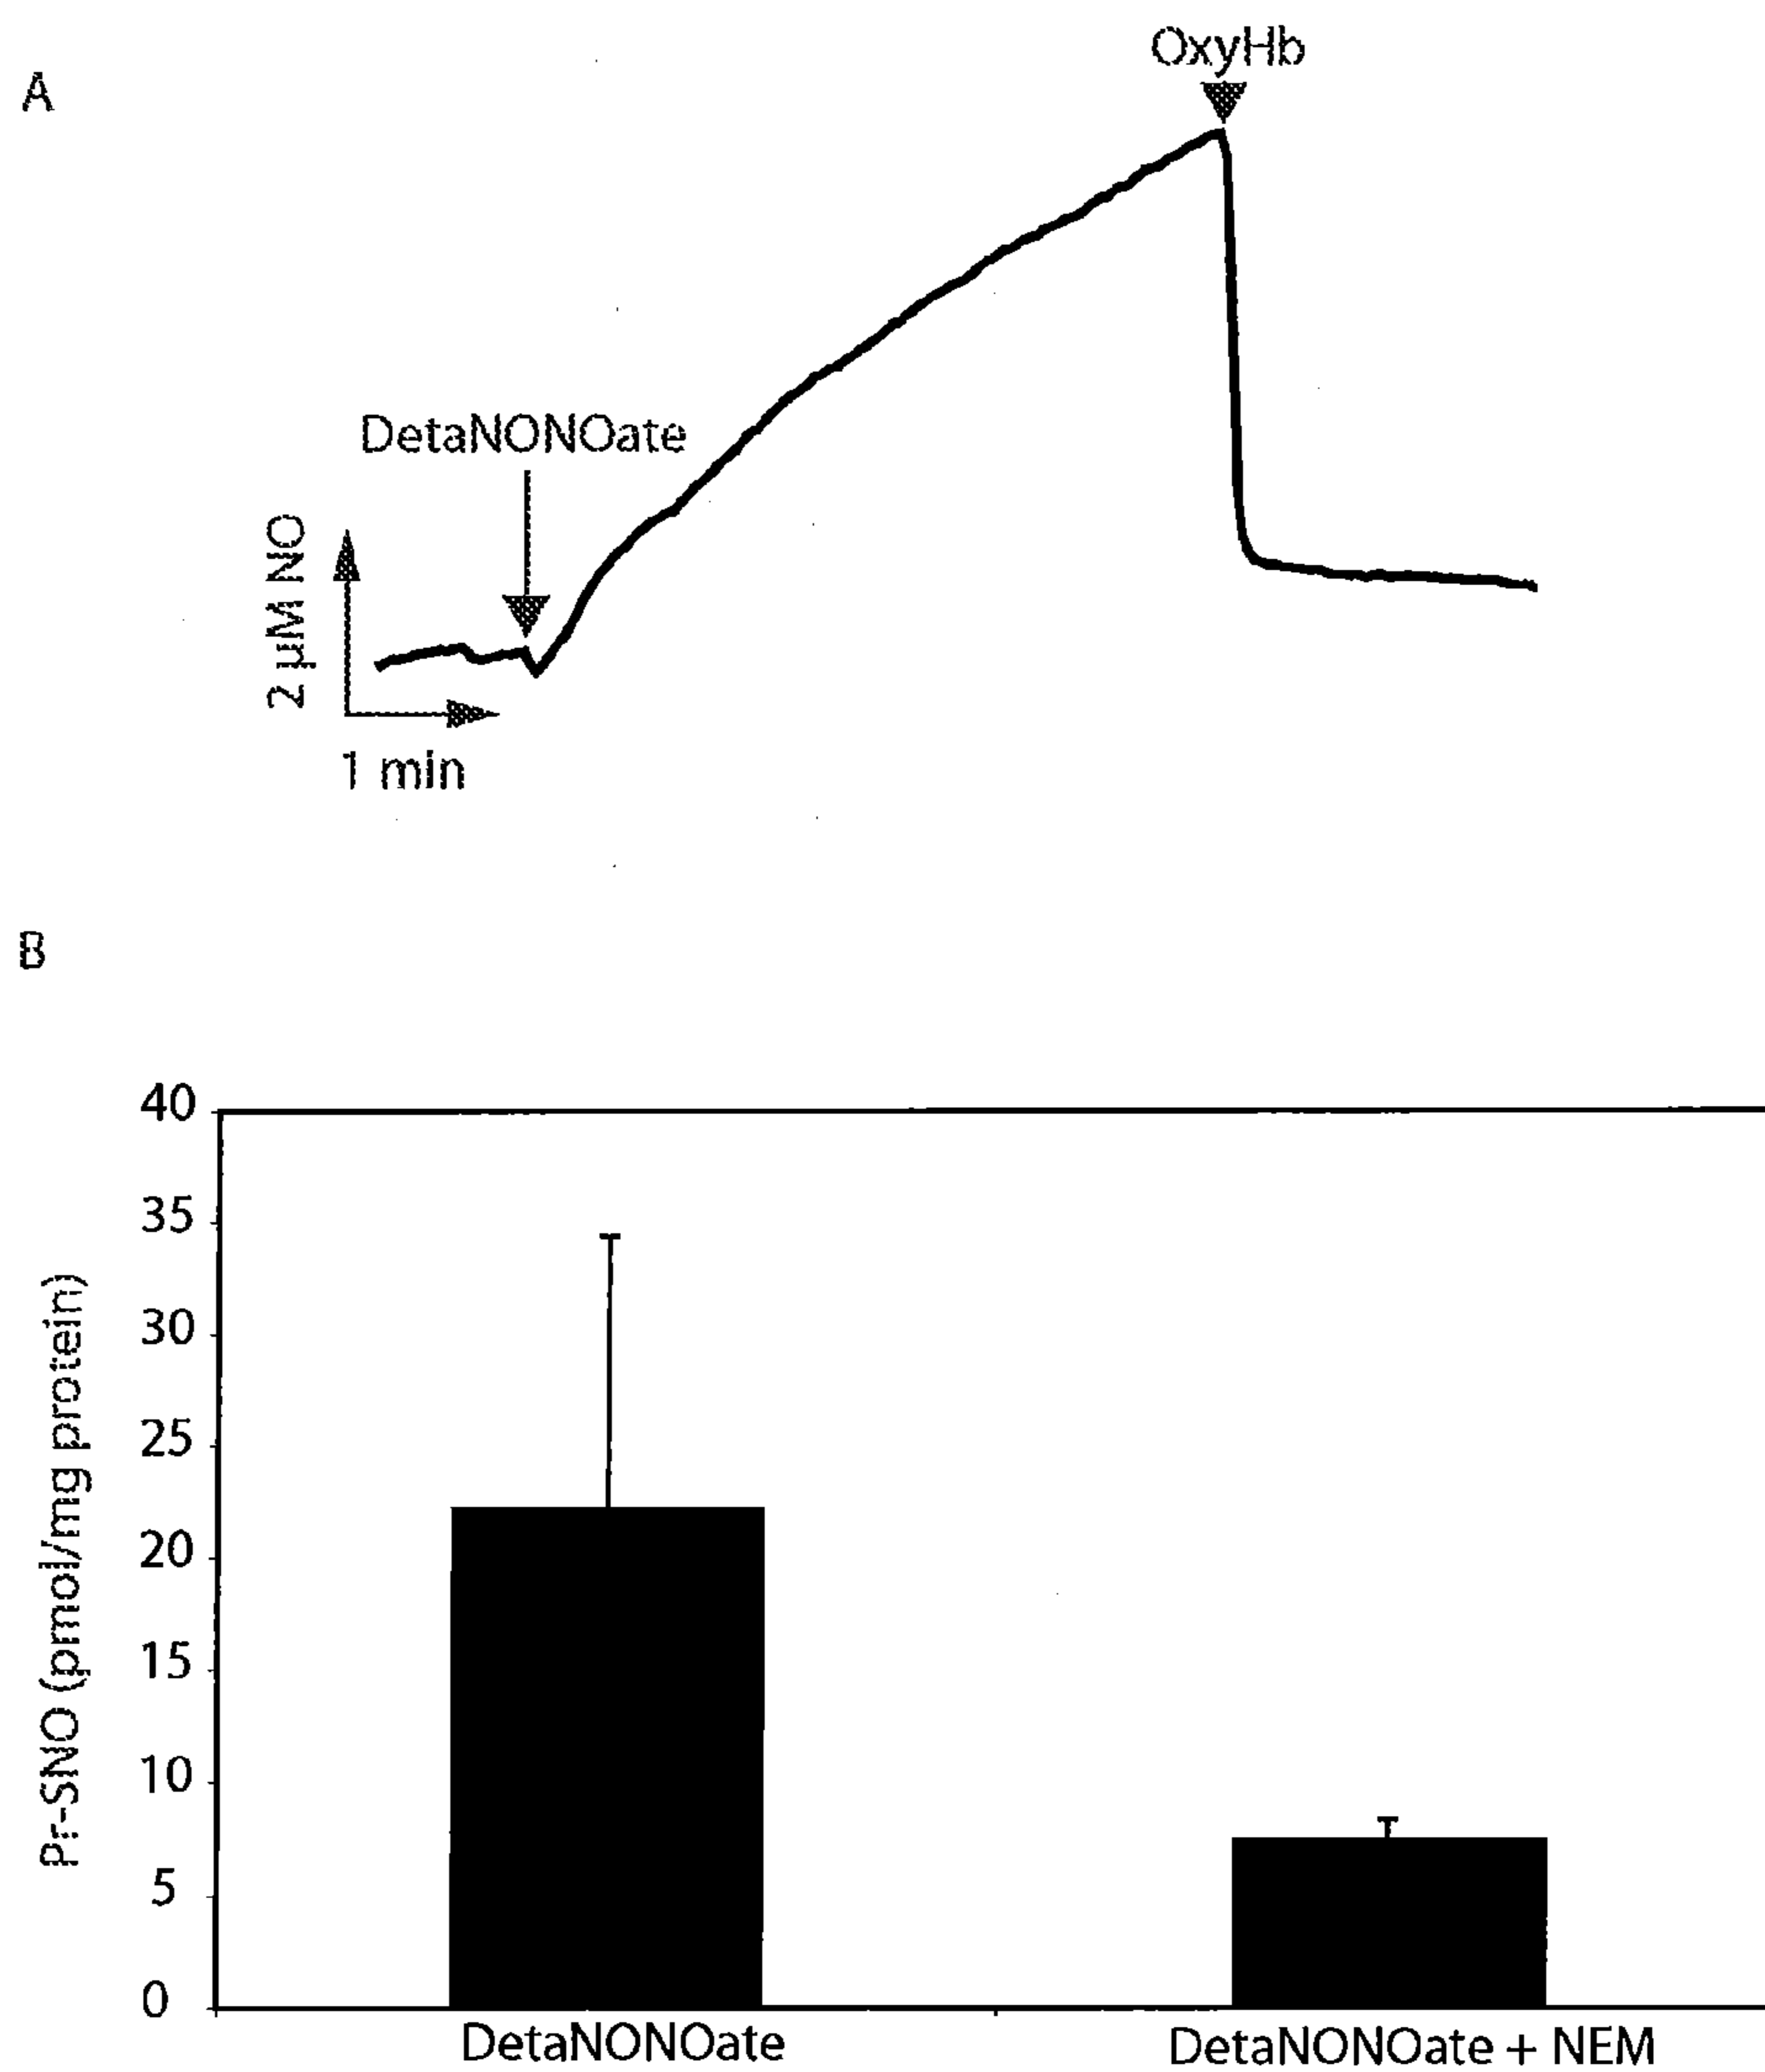 A
OxyHb
DetaNONOate
2 µM NO
1 min
B
40
35
30
25
20
15
10
5
0
Pr-SNO (pmol/mg protein)
DetaNONOate
DetaNONOate + NEM